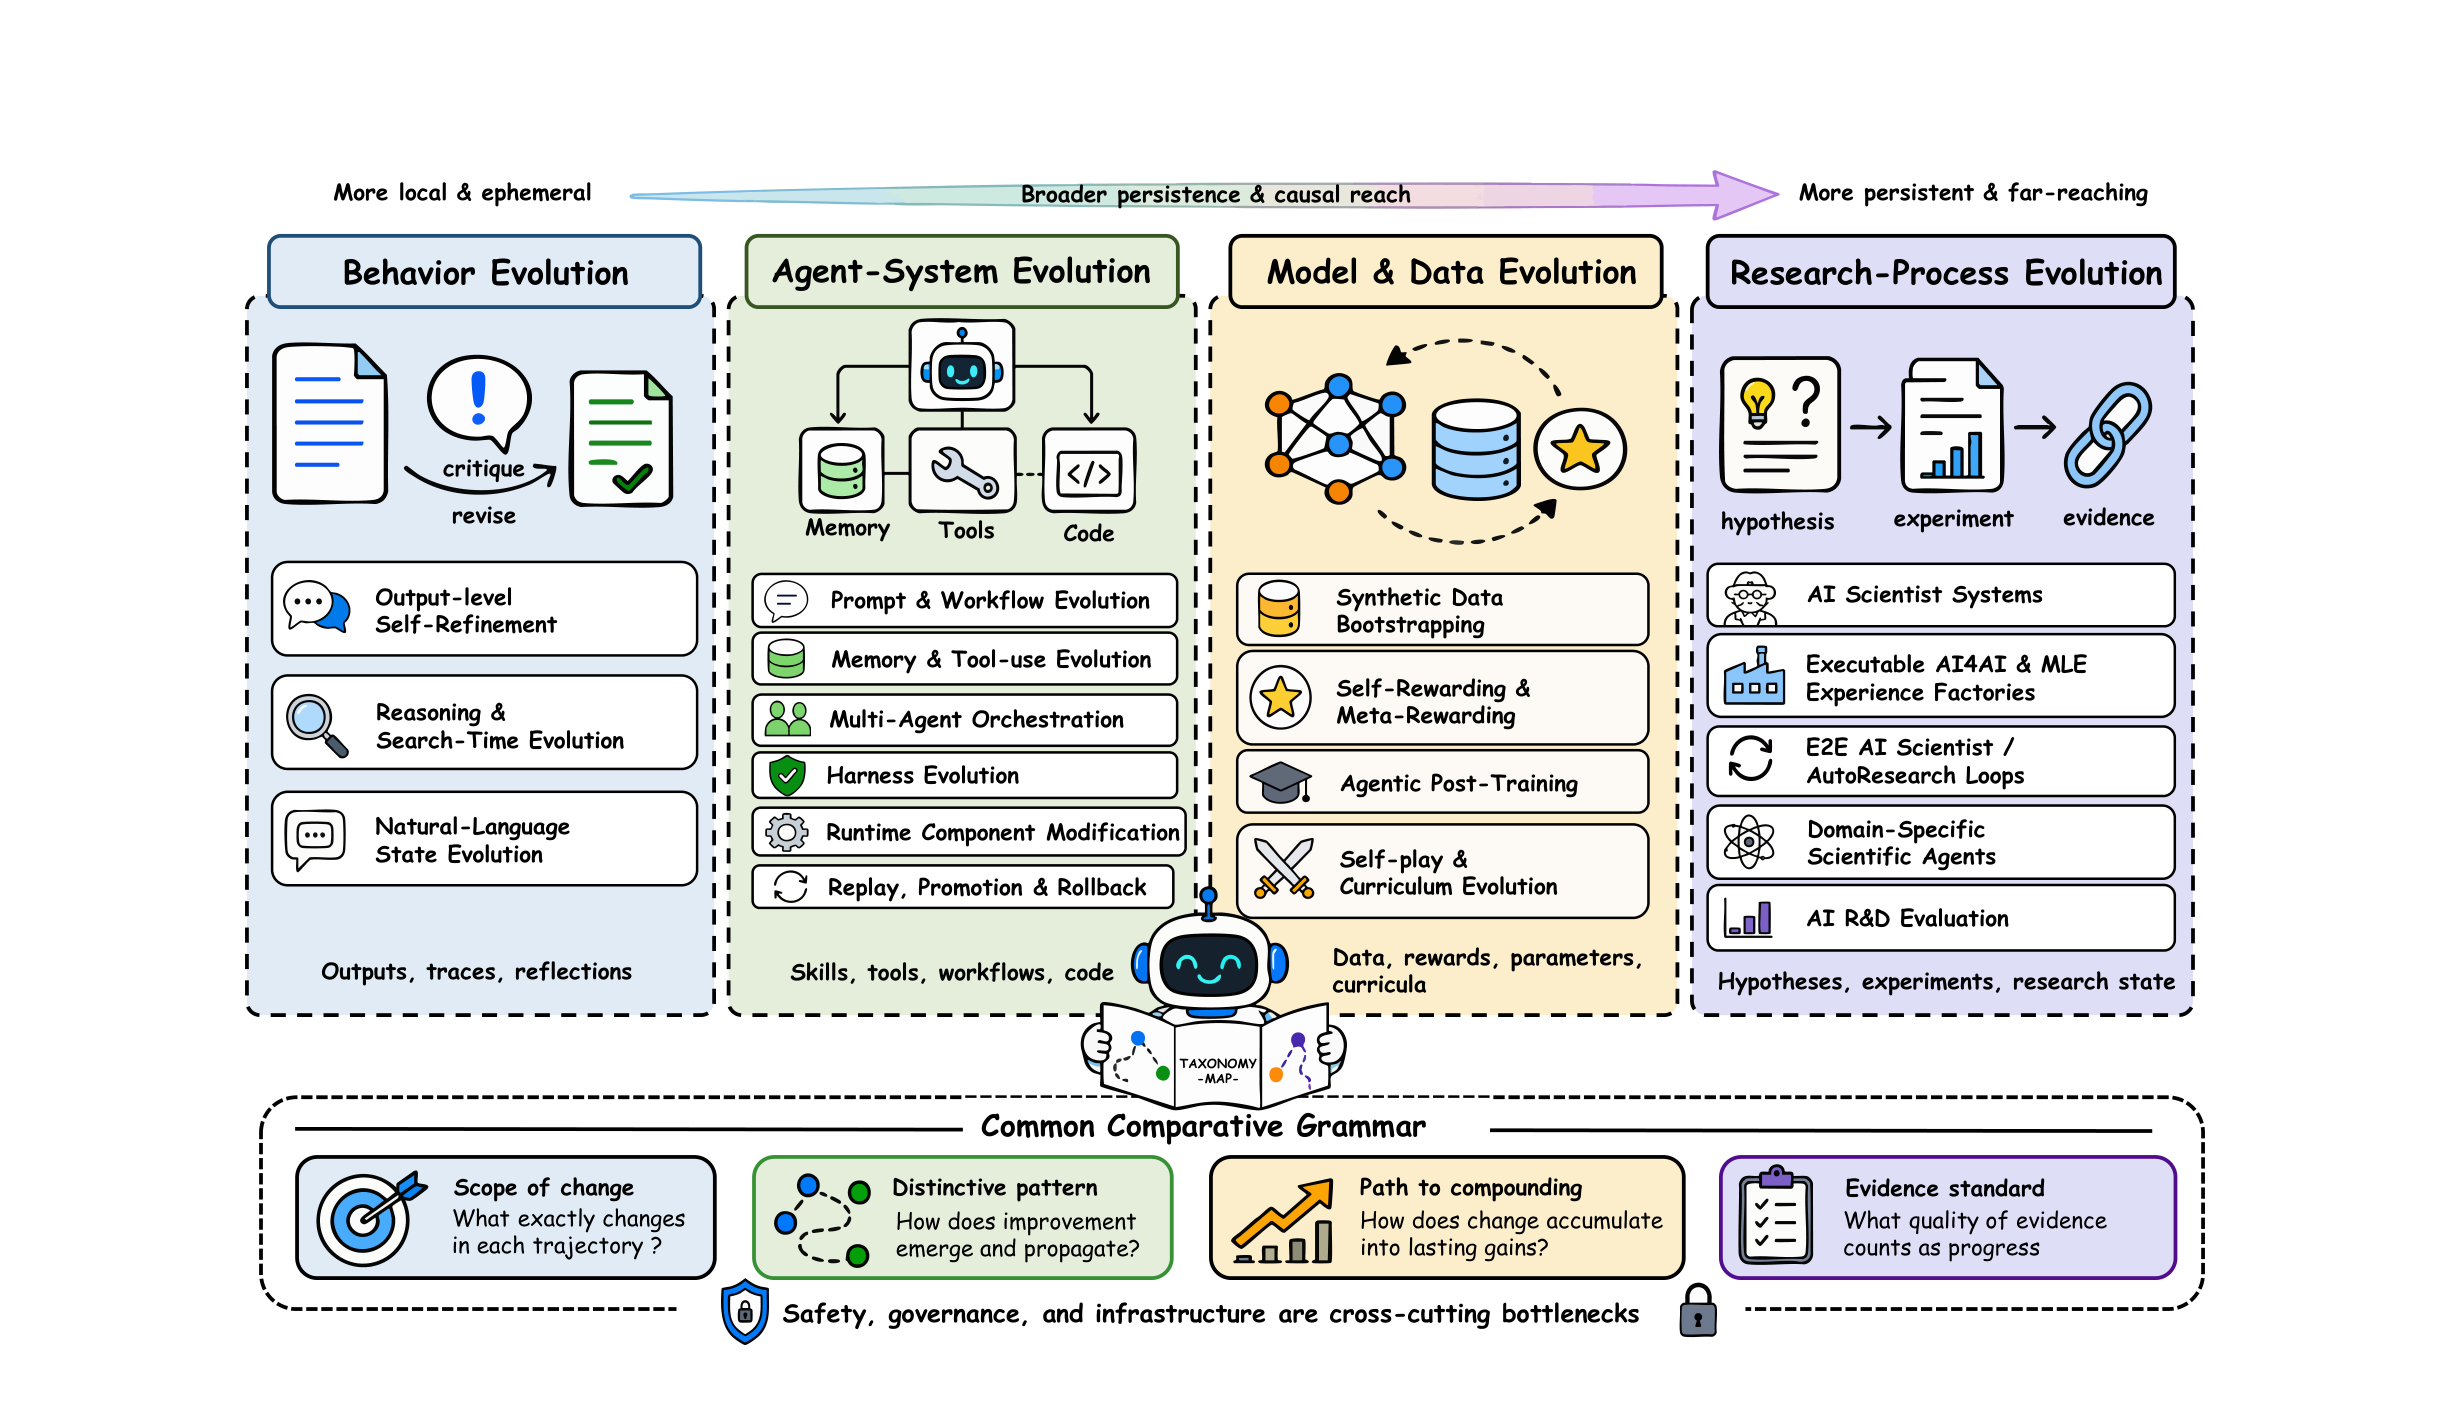 More local & ephemeral
Broader persistence & causal reach
More persistent & far-reaching
Behavior Evolution
critique
revise
Output-level
Self-Refinement
Reasoning &
Search-Time Evolution
Natural-Language
State Evolution
Outputs, traces, reflections
Agent-System Evolution
Memory
Tools
</>
Code
Prompt & Workflow Evolution
Memory & Tool-use Evolution
Multi-Agent Orchestration
Harness Evolution
Runtime Component Modification
Replay, Promotion & Rollback
Skills, tools, workflows, code
Model & Data Evolution
Synthetic Data
Bootstrapping
Self-Rewarding &
Meta-Rewarding
Agentic Post-Training
Self-play &
Curriculum Evolution
Data, rewards, parameters,
curricula
Research-Process Evolution
?
hypothesis
experiment
evidence
AI Scientist Systems
Executable AI4AI & MLE
Experience Factories
E2E AI Scientist /
AutoResearch Loops
Domain-Specific
Scientific Agents
AI R&D Evaluation
Hypotheses, experiments, research state
TAXONOMY
-MAP-
Common Comparative Grammar
Scope of change
What exactly changes
in each trajectory ?
Distinctive pattern
How does improvement
emerge and propagate?
Path to compounding
How does change accumulate
into lasting gains?
Evidence standard
What quality of evidence
counts as progress
Safety, governance, and infrastructure are cross-cutting bottlenecks